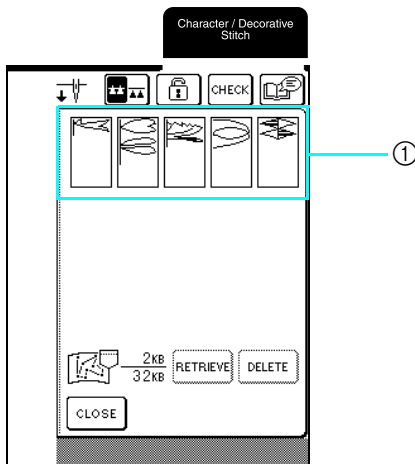 Character / Decorative
Stitch
CHECK
①
2KB
32KB
RETRIEVE
DELETE
CLOSE